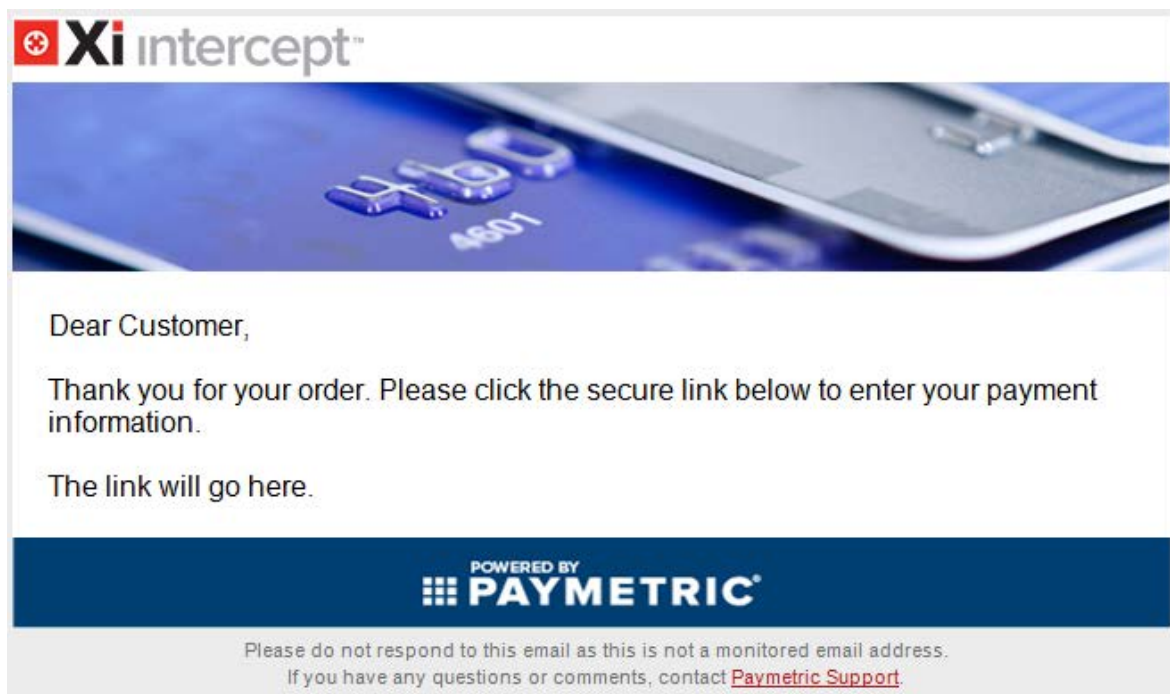 Xi intercept™
460
4601
Dear Customer,
Thank you for your order. Please click the secure link below to enter your payment
information.
The link will go here.
POWERED BY
PAYMETRIC®
Please do not respond to this email as this is not a monitored email address.
If you have any questions or comments, contact Paymetric Support.